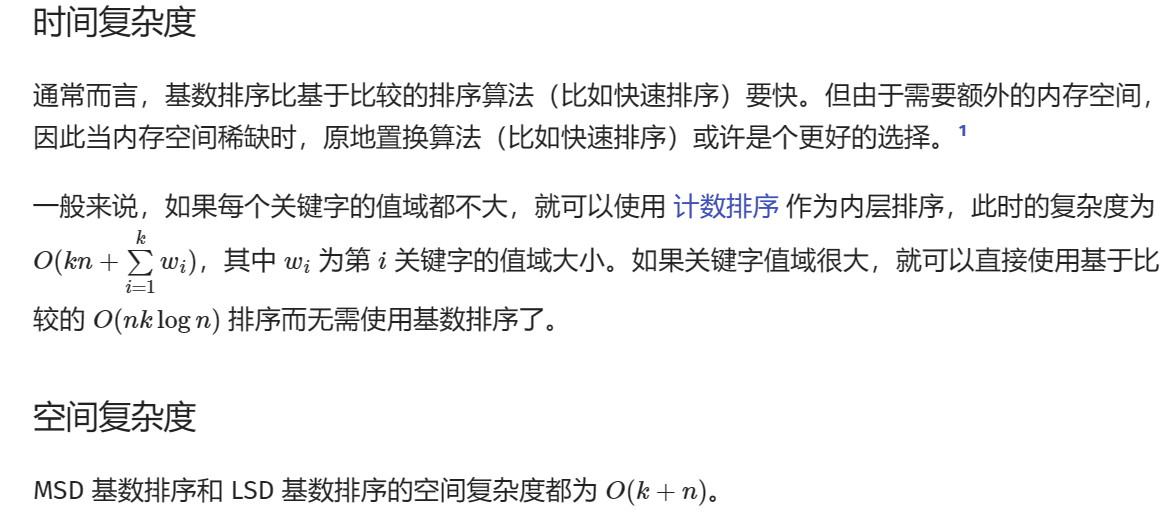 时间复杂度
通常而言，基数排序比基于比较的排序算法（比如快速排序）要快。但由于需要额外的内存空间，
因此当内存空间稀缺时，原地置换算法（比如快速排序）或许是个更好的选择。1
一般来说，如果每个关键字的值域都不大，就可以使用 计数排序 作为内层排序，此时的复杂度为
O(kn + ∑_{i=1}^{k} w_i)，其中 w_i 为第 i 关键字的值域大小。如果关键字值域很大，就可以直接使用基于比
较的 O(nk log n) 排序而无需使用基数排序了。
空间复杂度
MSD 基数排序和 LSD 基数排序的空间复杂度都为 O(k + n)。